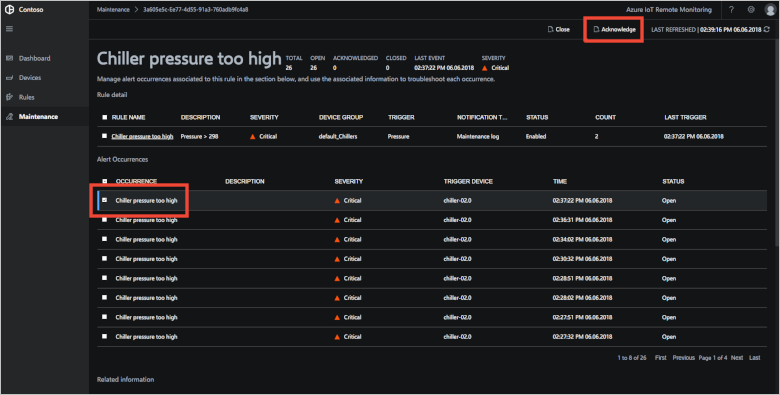 Contoso
Maintenance > 3a605e5c-6e77-4d55-91a3-760adb9fc4a8
Azure IoT Remote Monitoring
?
Close
Acknowledge
LAST REFRESHED | 02:39:16 PM 06.06.2018
Dashboard
Devices
Rules
Maintenance
Chiller pressure too high
TOTAL OPEN ACKNOWLEDGED CLOSED LAST EVENT SEVERITY
26 26 0 0 02:37:22 PM 06.06.2018 Critical
Manage alert occurrences associated to this rule in the section below, and use the associated information to troubleshoot each occurrence.
Rule detail
RULE NAME DESCRIPTION SEVERITY DEVICE GROUP TRIGGER NOTIFICATION T... STATUS COUNT LAST TRIGGER
Chiller pressure too high Pressure > 298 Critical default_Chillers Pressure Maintenance log Enabled 2 02:37:22 PM 06.06.2018
Alert Occurrences
OCCURRENCE DESCRIPTION SEVERITY TRIGGER DEVICE TIME STATUS
Chiller pressure too high Critical chiller-02.0 02:37:22 PM 06.06.2018 Open
Chiller pressure too high Critical chiller-02.0 02:36:31 PM 06.06.2018 Open
Chiller pressure too high Critical chiller-02.0 02:34:02 PM 06.06.2018 Open
Chiller pressure too high Critical chiller-02.0 02:30:32 PM 06.06.2018 Open
Chiller pressure too high Critical chiller-02.0 02:28:51 PM 06.06.2018 Open
Chiller pressure too high Critical chiller-02.0 02:28:02 PM 06.06.2018 Open
Chiller pressure too high Critical chiller-02.0 02:27:51 PM 06.06.2018 Open
Chiller pressure too high Critical chiller-02.0 02:27:32 PM 06.06.2018 Open
1 to 8 of 26 First Previous Page 1 of 4 Next Last
Related information